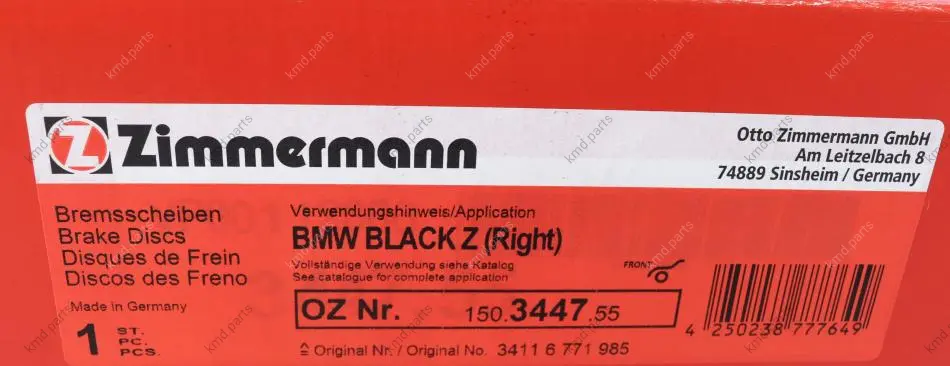 Zimmermann
Otto Zimmermann GmbH
Am Leitzelbach 8
74889 Sinsheim / Germany
Bremsscheiben
Brake Discs
Disques de Frein
Discos des Freno
Made in Germany
1 ST.
PC.
PCS.
Verwendungshinweis/Application
BMW BLACK Z (Right)
Vollständige Verwendung siehe Katalog
See catalogue for complete application
FRONT
OZ Nr. 150.3447.55
≙ Original Nr. / Original No. 3411 6 771 985
4 250238 777649
kmd.parts